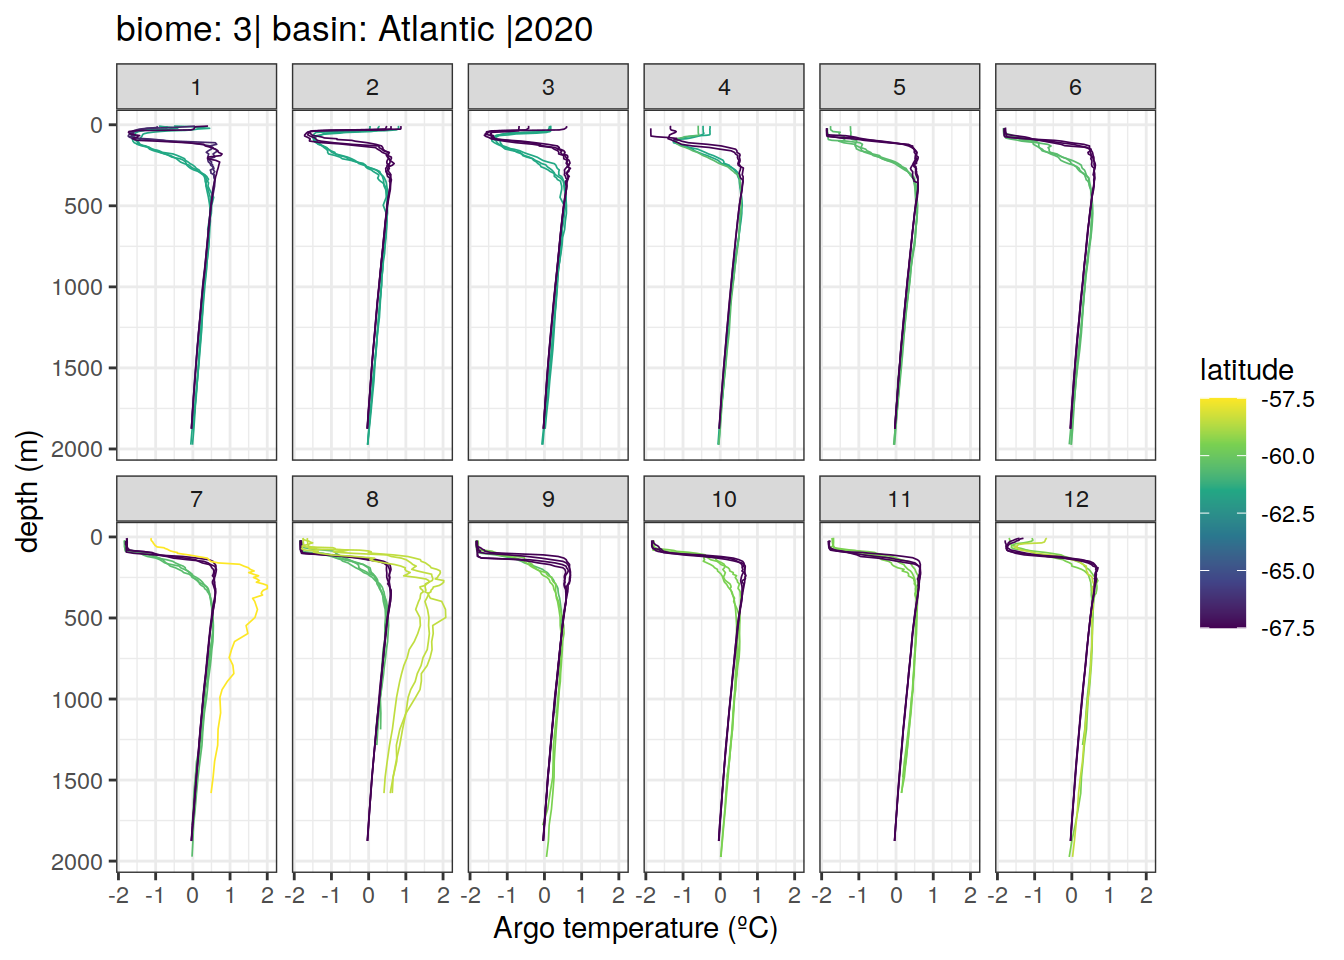 biome: 3| basin: Atlantic |2020
1 2 3 4 5 6
0
500
1000
1500
2000
7 8 9 10 11 12
0
500
1000
1500
2000
-2 -1 0 1 2 -2 -1 0 1 2 -2 -1 0 1 2 -2 -1 0 1 2 -2 -1 0 1 2 -2 -1 0 1 2
Argo temperature (ºC)
depth (m)
latitude
-57.5
-60.0
-62.5
-65.0
-67.5